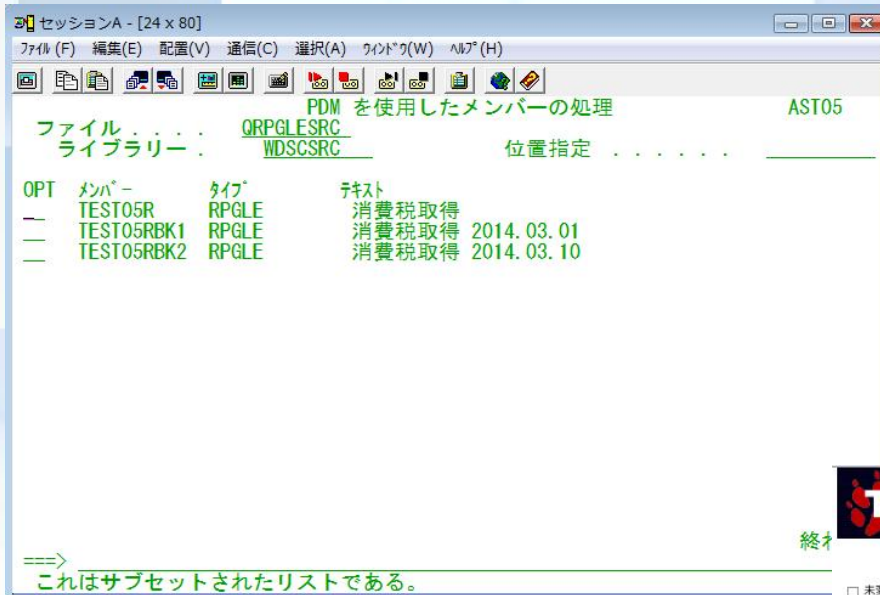 セッションA - [24 x 80]
ﾌｧｲﾙ(F) 編集(E) 配置(V) 通信(C) 選択(A) ｳｨﾝﾄﾞｳ(W) ﾍﾙﾌﾟ(H)
PDM を使用したメンバーの処理 AST05
ファイル . . . . QRPGLESRC
ライブラリー . WDSCSRC 位置指定 . . . . . .
OPT ﾒﾝﾊﾞｰ ﾀｲﾌﾟ ﾃｷｽﾄ
TEST05R RPGLE 消費税取得
TEST05RBK1 RPGLE 消費税取得 2014.03.01
TEST05RBK2 RPGLE 消費税取得 2014.03.10
===>
これはサブセットされたリストである。